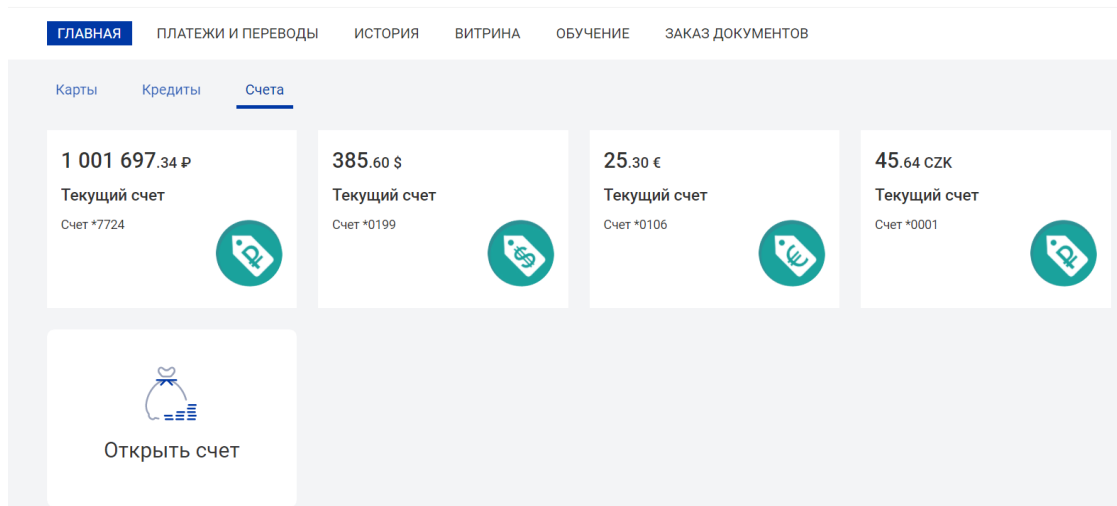 ГЛАВНАЯ ПЛАТЕЖИ И ПЕРЕВОДЫ ИСТОРИЯ ВИТРИНА ОБУЧЕНИЕ ЗАКАЗ ДОКУМЕНТОВ
Карты Кредиты Счета
1 001 697.34 ₽
Текущий счет
Счет *7724
385.60 $
Текущий счет
Счет *0199
25.30 €
Текущий счет
Счет *0106
45.64 CZK
Текущий счет
Счет *0001
Открыть счет